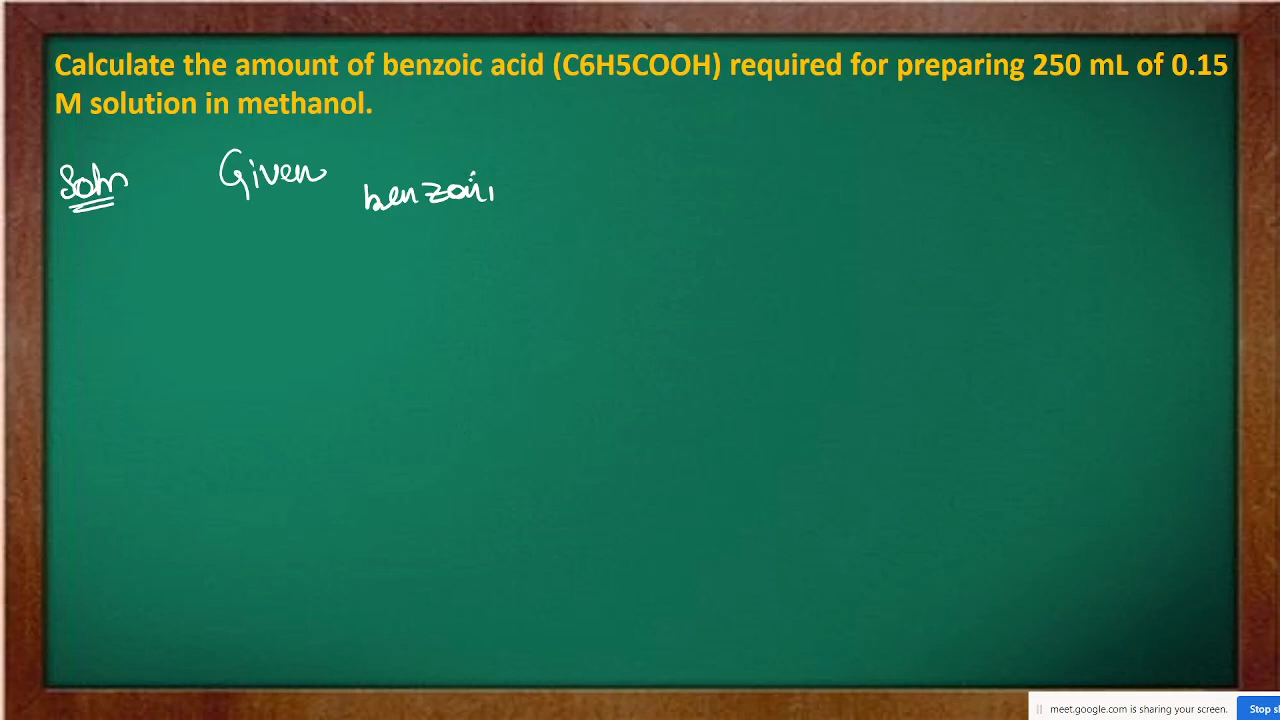 Calculate the amount of benzoic acid (C6H5COOH) required for preparing 250 mL of 0.15
M solution in methanol.
Soln Given
benzoi
meet.google.com is sharing your screen.
Stop s